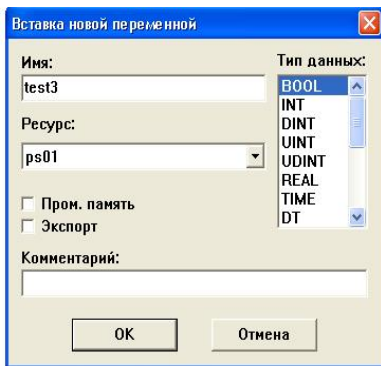 Вставка новой переменной
Имя:
test3
Ресурс:
ps01
Пром. память
Экспорт
Тип данных:
BOOL
INT
DINT
UINT
UDINT
REAL
TIME
DT
Комментарий:
OK
Отмена